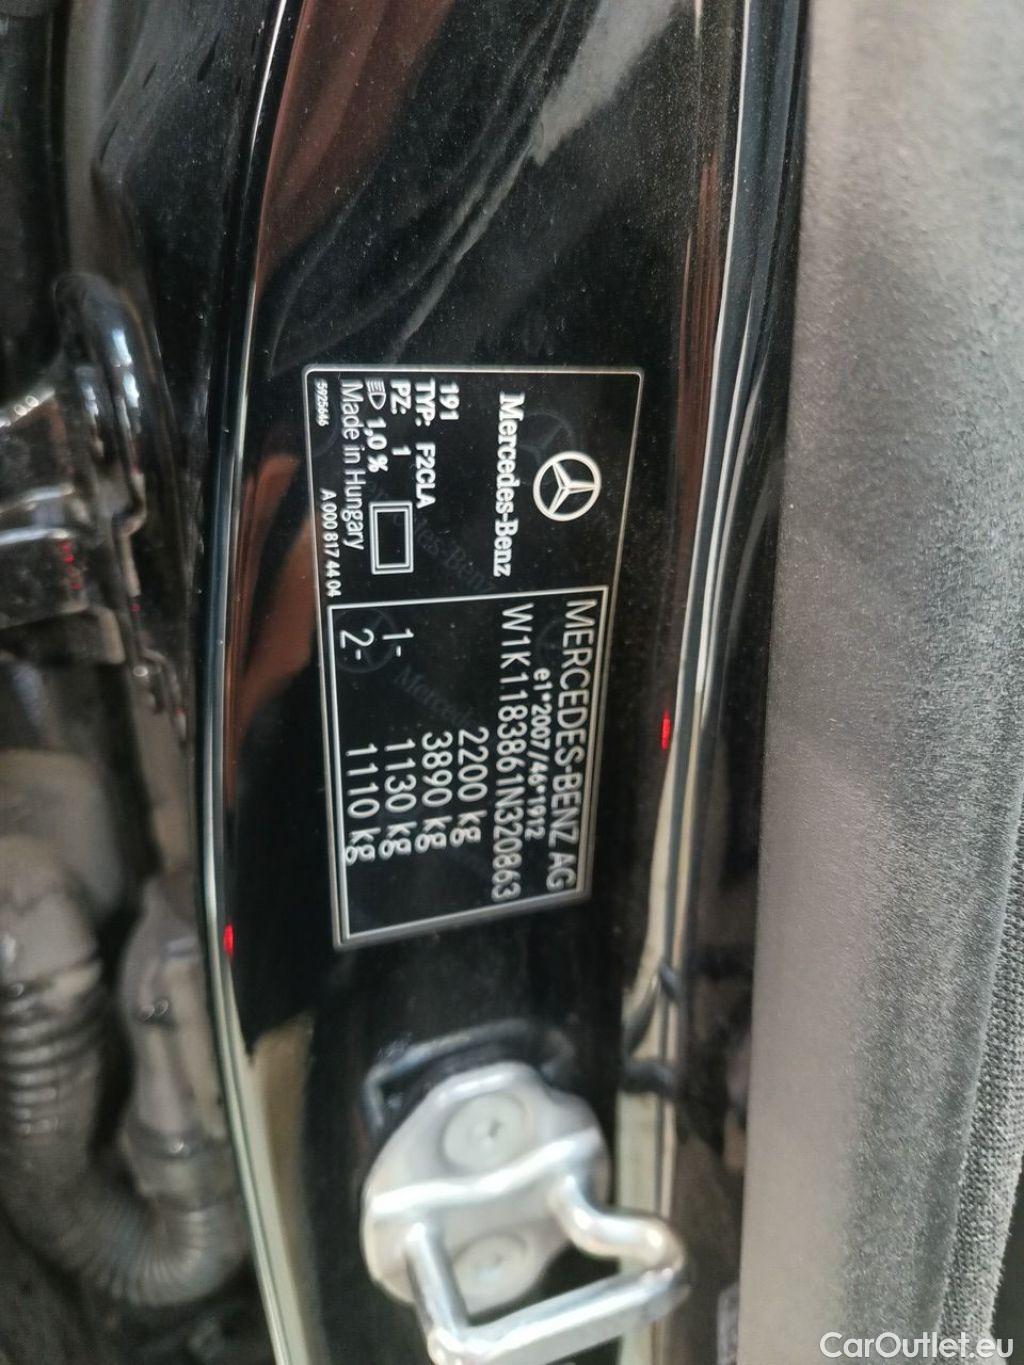 Mercedes-Benz
191
TYP: F2CLA
PZ: 1
1,0 %
Made in Hungary
5925646
A 000 817 44 04
MERCEDES-BENZ AG
e1*2007/46*1912
W1K1183861N320863
2200 kg
3890 kg
1- 1130 kg
2- 1110 kg
CarOutlet.eu